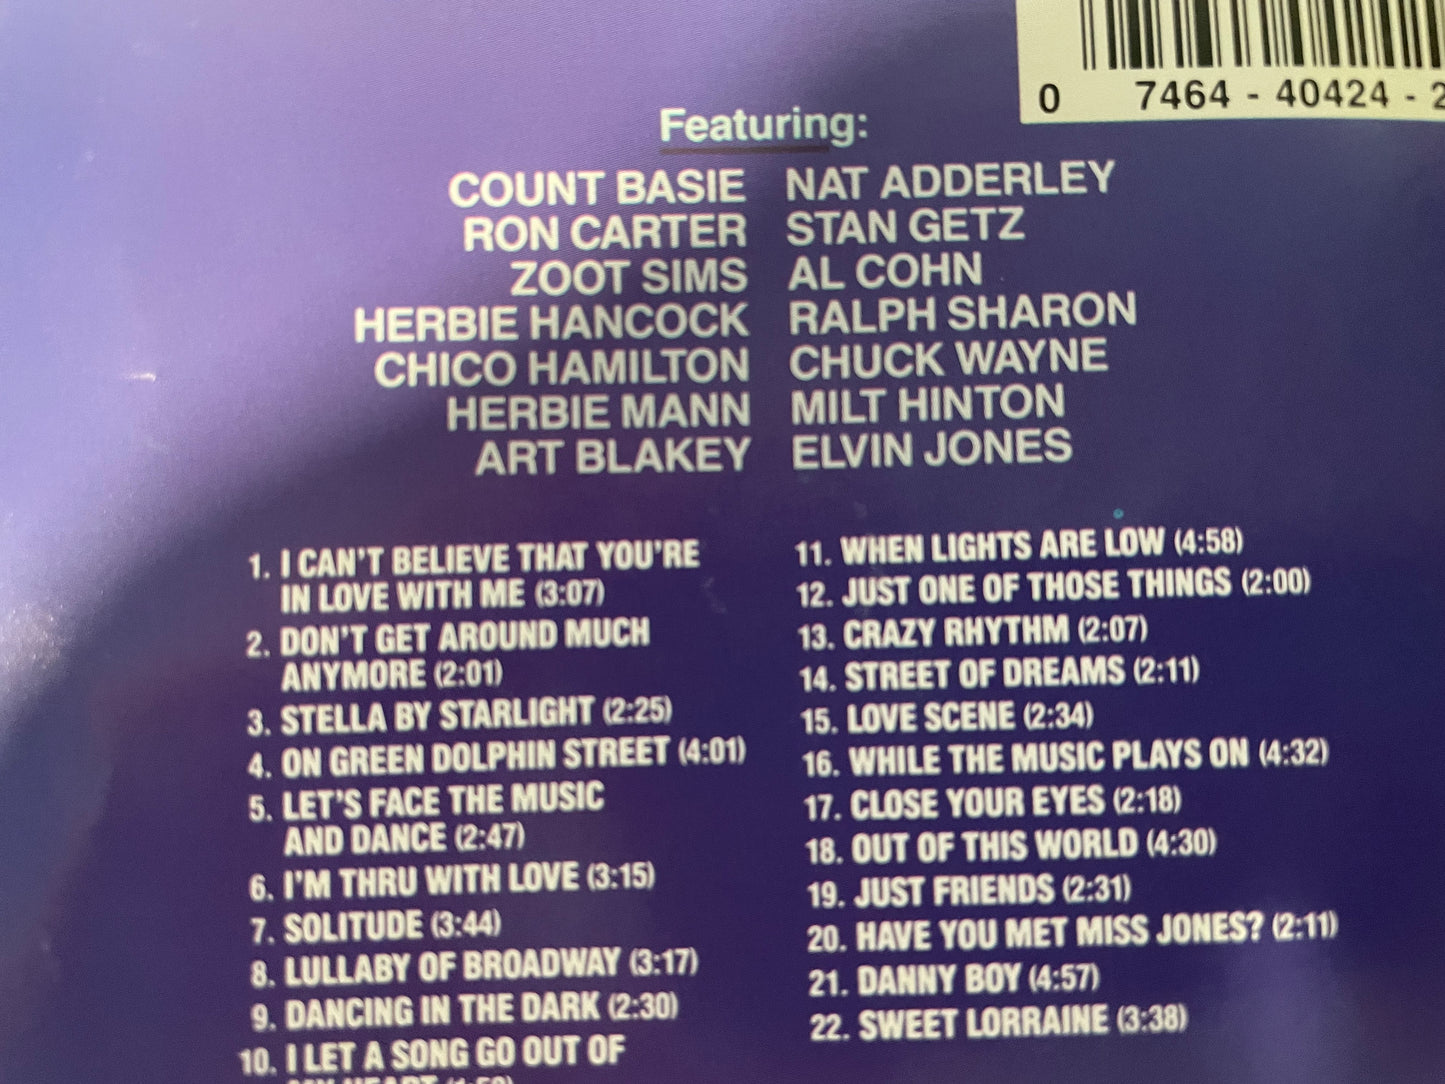 0 7464 - 40424 - 2
Featuring:
COUNT BASIE NAT ADDERLEY
RON CARTER STAN GETZ
ZOOT SIMS AL COHN
HERBIE HANCOCK RALPH SHARON
CHICO HAMILTON CHUCK WAYNE
HERBIE MANN MILT HINTON
ART BLAKEY ELVIN JONES
1. I CAN'T BELIEVE THAT YOU'RE
IN LOVE WITH ME (3:07)
2. DON'T GET AROUND MUCH
ANYMORE (2:01)
3. STELLA BY STARLIGHT (2:25)
4. ON GREEN DOLPHIN STREET (4:01)
5. LET'S FACE THE MUSIC
AND DANCE (2:47)
6. I'M THRU WITH LOVE (3:15)
7. SOLITUDE (3:44)
8. LULLABY OF BROADWAY (3:17)
9. DANCING IN THE DARK (2:30)
10. I LET A SONG GO OUT OF
MY HEART
11. WHEN LIGHTS ARE LOW (4:58)
12. JUST ONE OF THOSE THINGS (2:00)
13. CRAZY RHYTHM (2:07)
14. STREET OF DREAMS (2:11)
15. LOVE SCENE (2:34)
16. WHILE THE MUSIC PLAYS ON (4:32)
17. CLOSE YOUR EYES (2:18)
18. OUT OF THIS WORLD (4:30)
19. JUST FRIENDS (2:31)
20. HAVE YOU MET MISS JONES? (2:11)
21. DANNY BOY (4:57)
22. SWEET LORRAINE (3:38)